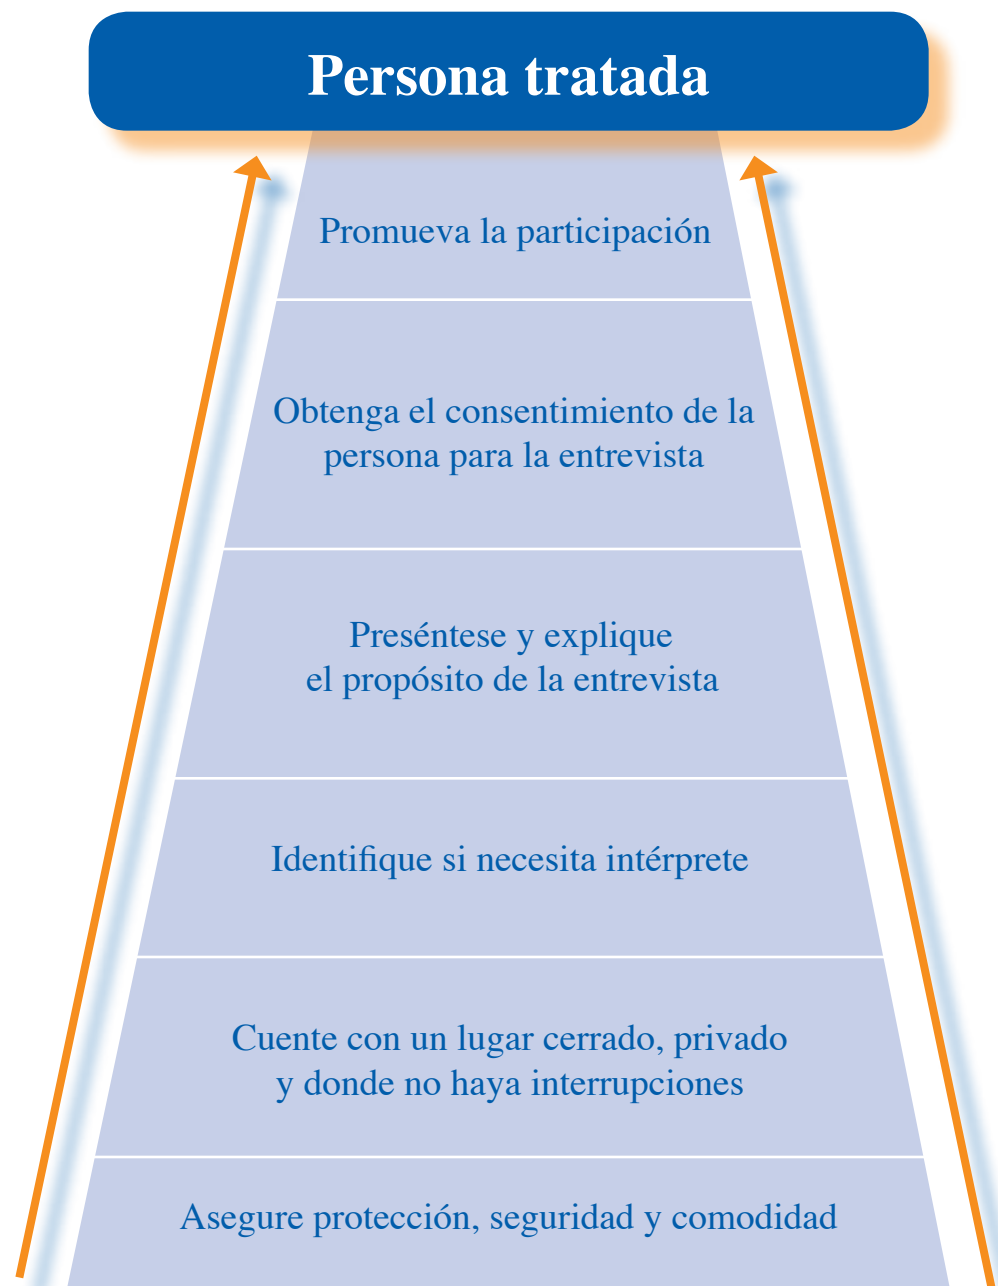 Persona tratada
Promueva la participación
Obtenga el consentimiento de la
persona para la entrevista
Preséntese y explique
el propósito de la entrevista
Identifique si necesita intérprete
Cuente con un lugar cerrado, privado
y donde no haya interrupciones
Asegure protección, seguridad y comodidad